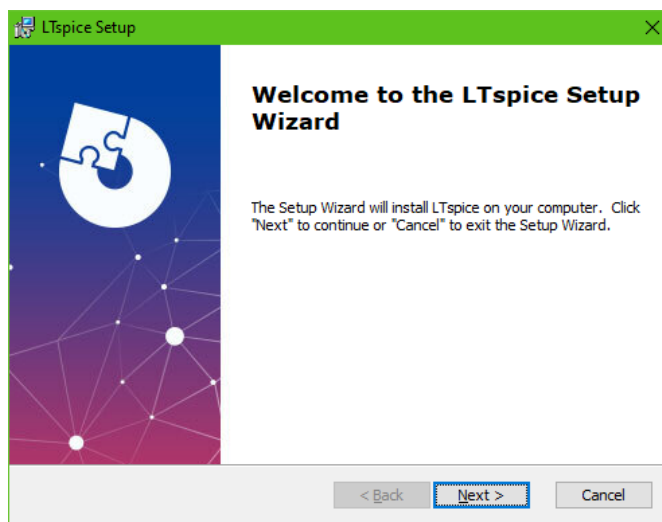 LTspice Setup
Welcome to the LTspice Setup
Wizard
The Setup Wizard will install LTspice on your computer. Click
"Next" to continue or "Cancel" to exit the Setup Wizard.
< Back
Next >
Cancel